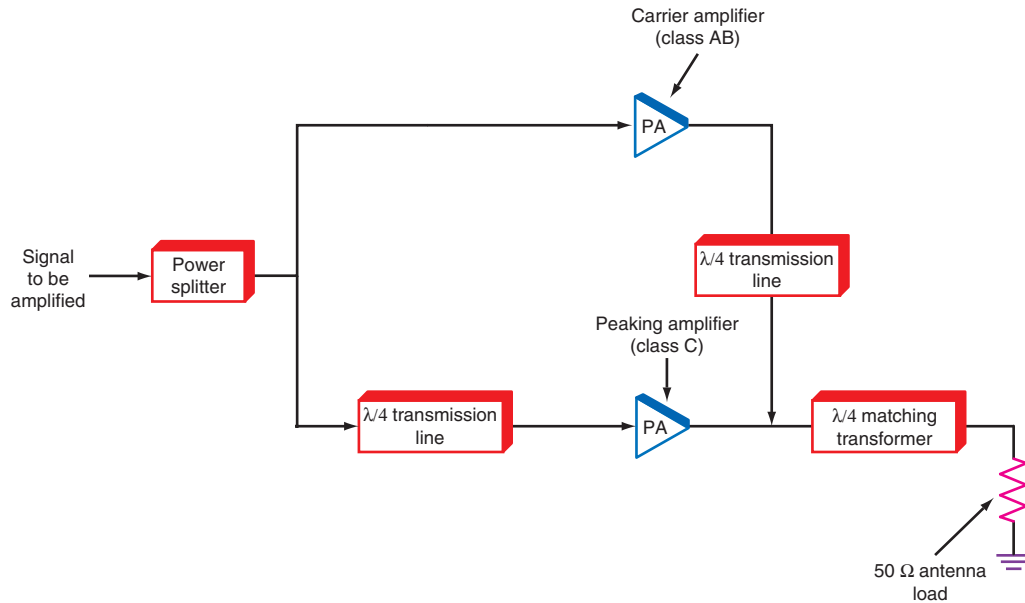 Carrier amplifier
(class AB)
PA
Signal
to be
amplified
Power
splitter
λ/4 transmission
line
Peaking amplifier
(class C)
λ/4 transmission
line
PA
λ/4 matching
transformer
50 Ω antenna
load